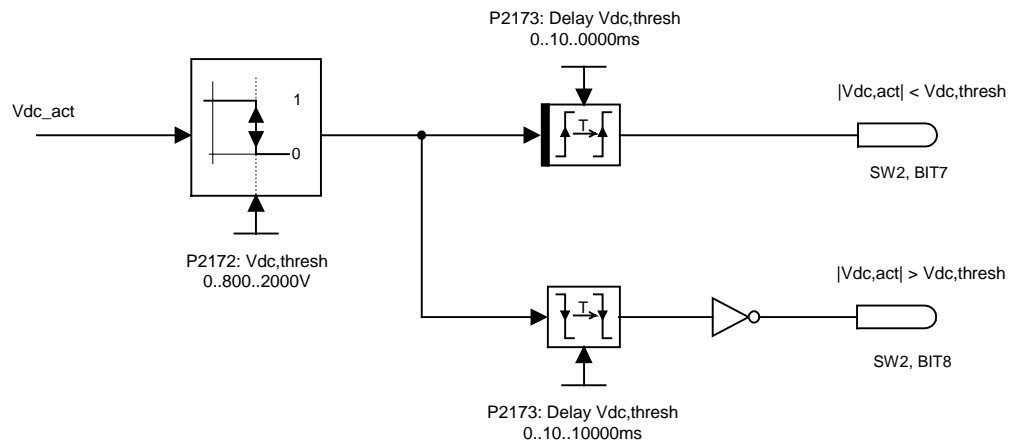 P2173: Delay Vdc,thresh
0..10..0000ms
|Vdc,act| < Vdc,thresh
Vdc_act
1
T
0
SW2, BIT7
P2172: Vdc,thresh
0..800..2000V
|Vdc,act| > Vdc,thresh
T
SW2, BIT8
P2173: Delay Vdc,thresh
0..10..10000ms